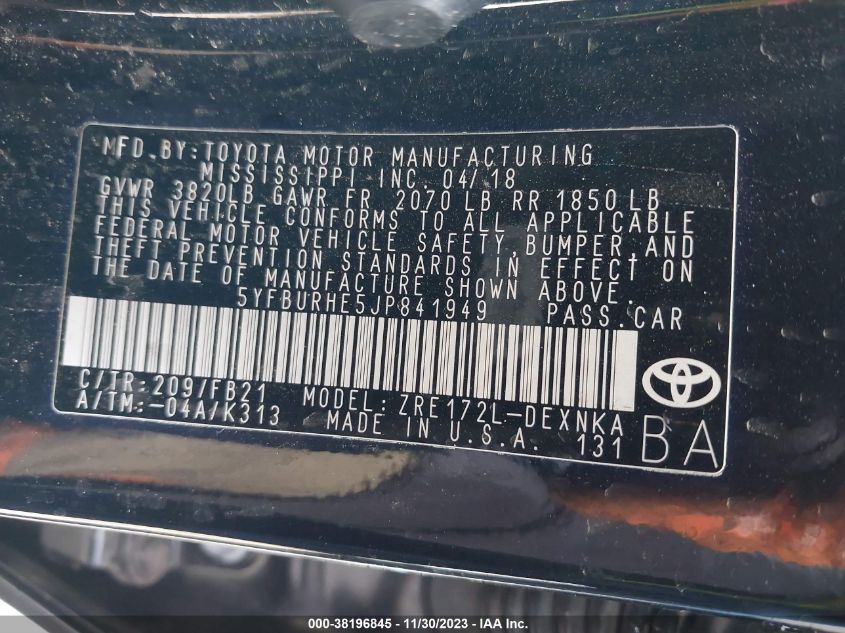 MFD.BY:TOYOTA MOTOR MANUFACTURING
MISSISSIPPI INC. 04/18
GVWR 3820LB GAWR FR 2070 LB RR 1850 LB
THIS VEHICLE CONFORMS TO ALL APPLICABLE
FEDERAL MOTOR VEHICLE SAFETY,BUMPER AND
THEFT PREVENTION STANDARDS IN EFFECT ON
THE DATE OF MANUFACTURE SHOWN ABOVE.
5YFBURHE5JP841949 PASS.CAR
C/TR:209/FB21 MODEL:ZRE172L-DEXNKA
A/TM:-04A/K313 MADE IN U.S.A. 131
BA
000-38196845 - 11/30/2023 - IAA Inc.